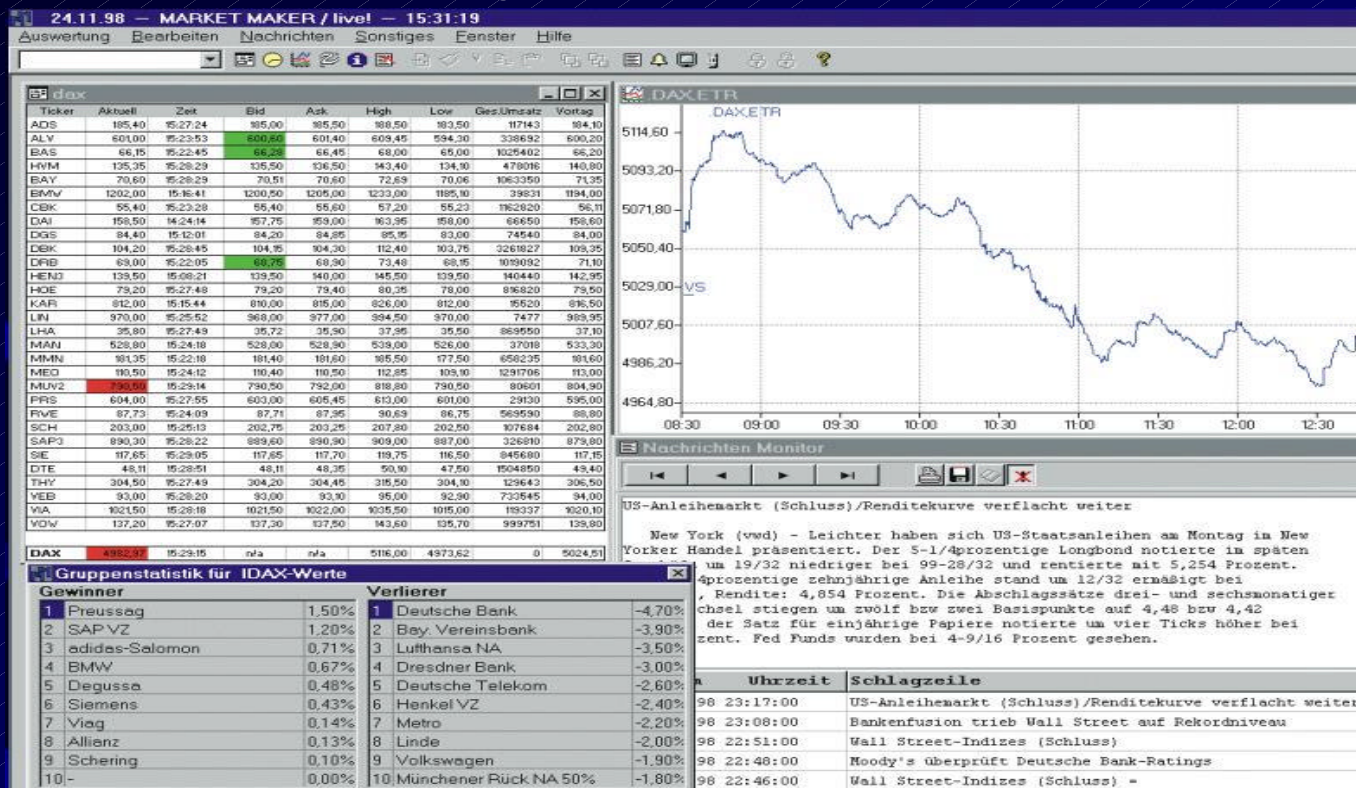 24.11.98 — MARKET MAKER / live! — 15:31:19
Auswertung Bearbeiten Nachrichten Sonstiges Fenster Hilfe
dax
Ticker Aktuell Zeit Bid Ask High Low Ges.Umsatz Vortag
ADS 185,40 15:27:24 185,00 185,50 188,50 183,50 117143 184,10
ALV 601,00 15:23:53 600,60 601,40 609,45 594,30 338692 600,20
BAS 66,15 15:22:45 66,28 66,45 68,00 65,00 1025402 66,20
HVM 135,35 15:28:29 135,50 136,50 143,40 134,10 478016 140,80
BAY 70,60 15:28:29 70,51 70,60 72,69 70,06 1063350 71,35
BMW 1202,00 15:16:41 1200,50 1205,00 1233,00 1185,10 39831 1194,00
CBK 55,40 15:23:28 55,40 55,60 57,20 55,23 1162820 56,11
DAI 158,50 14:24:14 157,75 159,00 163,95 158,00 66650 158,60
DGS 84,40 15:12:01 84,20 84,85 85,15 83,00 74540 84,00
DBK 104,20 15:28:45 104,15 104,30 112,40 103,75 3261827 109,35
DRB 69,00 15:22:05 68,75 68,90 73,48 68,15 1019092 71,10
HEN3 139,50 15:08:21 139,50 140,00 145,50 139,50 140440 142,95
HOE 79,20 15:27:48 79,20 79,40 80,35 78,00 816820 79,50
KAR 812,00 15:15:44 810,00 815,00 826,00 812,00 15520 816,50
LIN 970,00 15:25:52 968,00 977,00 994,50 970,00 7477 989,95
LHA 35,80 15:27:49 35,72 35,90 37,95 35,50 869550 37,10
MAN 528,80 15:24:18 528,00 528,90 539,00 526,00 37018 533,30
MMN 181,35 15:22:18 181,40 181,60 185,50 177,50 658235 181,60
MEO 110,50 15:24:12 110,40 110,50 112,85 109,10 1291706 113,00
MUV2 790,50 15:29:14 790,50 792,00 818,80 790,50 80601 804,90
PRS 604,00 15:27:55 603,00 605,45 613,00 601,00 29130 595,00
RWE 87,73 15:24:09 87,71 87,95 90,69 86,75 569590 88,80
SCH 203,00 15:25:13 202,75 203,25 207,80 202,50 107684 202,80
SAP3 890,30 15:28:22 889,60 890,90 909,00 887,00 326810 879,80
SIE 117,65 15:29:05 117,65 117,70 119,75 116,50 845680 117,15
DTE 48,11 15:28:51 48,11 48,35 50,10 47,50 1504850 49,40
THY 304,50 15:27:49 304,20 304,45 315,50 304,10 129643 306,50
VEB 93,00 15:28:20 93,00 93,10 95,00 92,90 733545 94,00
VIA 1021,50 15:28:18 1021,50 1022,00 1035,50 1015,00 119337 1020,10
VOW 137,20 15:27:07 137,30 137,50 143,60 135,70 999751 139,80
DAX 4982,97 15:29:15 n/a n/a 5116,00 4973,62 0 5024,51
DAX,ETR
DAX,ETR
5114,60
5093,20
5071,80
5050,40
5029,00 VS
5007,60
4986,20
4964,80
08:30 09:00 09:30 10:00 10:30 11:00 11:30 12:00 12:30
Nachrichten Monitor
US-Anleihemarkt (Schluss)/Renditekurve verflacht weiter
New York (vwd) - Leichter haben sich US-Staatsanleihen am Montag in New
Yorker Handel präsentiert. Der 5-1/4prozentige Longbond notierte im späten
um 19/32 niedriger bei 99-28/32 und rentierte mit 5,254 Prozent.
4prozentige zehnjährige Anleihe stand um 12/32 ermäßigt bei
, Rendite: 4,854 Prozent. Die Abschlagssätze drei- und sechsmonatiger
chsel stiegen um zwölf bzw zwei Basispunkte auf 4,48 bzw 4,42
der Satz für einjährige Papiere notierte um vier Ticks höher bei
zent. Fed Funds wurden bei 4-9/16 Prozent gesehen.
Uhrzeit Schlagzeile
98 23:17:00 US-Anleihemarkt (Schluss)/Renditekurve verflacht weiter
98 23:08:00 Bankenfusion trieb Wall Street auf Rekordniveau
98 22:51:00 Wall Street-Indizes (Schluss)
98 22:48:00 Moody's überprüft Deutsche Bank-Ratings
98 22:46:00 Wall Street-Indizes (Schluss) =
Gruppenstatistik für IDAX-Werte
Gewinner Verlierer
1 Preussag 1,50% 1 Deutsche Bank -4,70%
2 SAP VZ 1,20% 2 Bay. Vereinsbank -3,90%
3 adidas-Salomon 0,71% 3 Lufthansa NA -3,50%
4 BMW 0,67% 4 Dresdner Bank -3,00%
5 Degussa 0,48% 5 Deutsche Telekom -2,60%
6 Siemens 0,43% 6 Henkel VZ -2,40%
7 Viag 0,14% 7 Metro -2,20%
8 Allianz 0,13% 8 Linde -2,00%
9 Schering 0,10% 9 Volkswagen -1,90%
10 - 0,00% 10 Münchener Rück NA 50% -1,80%